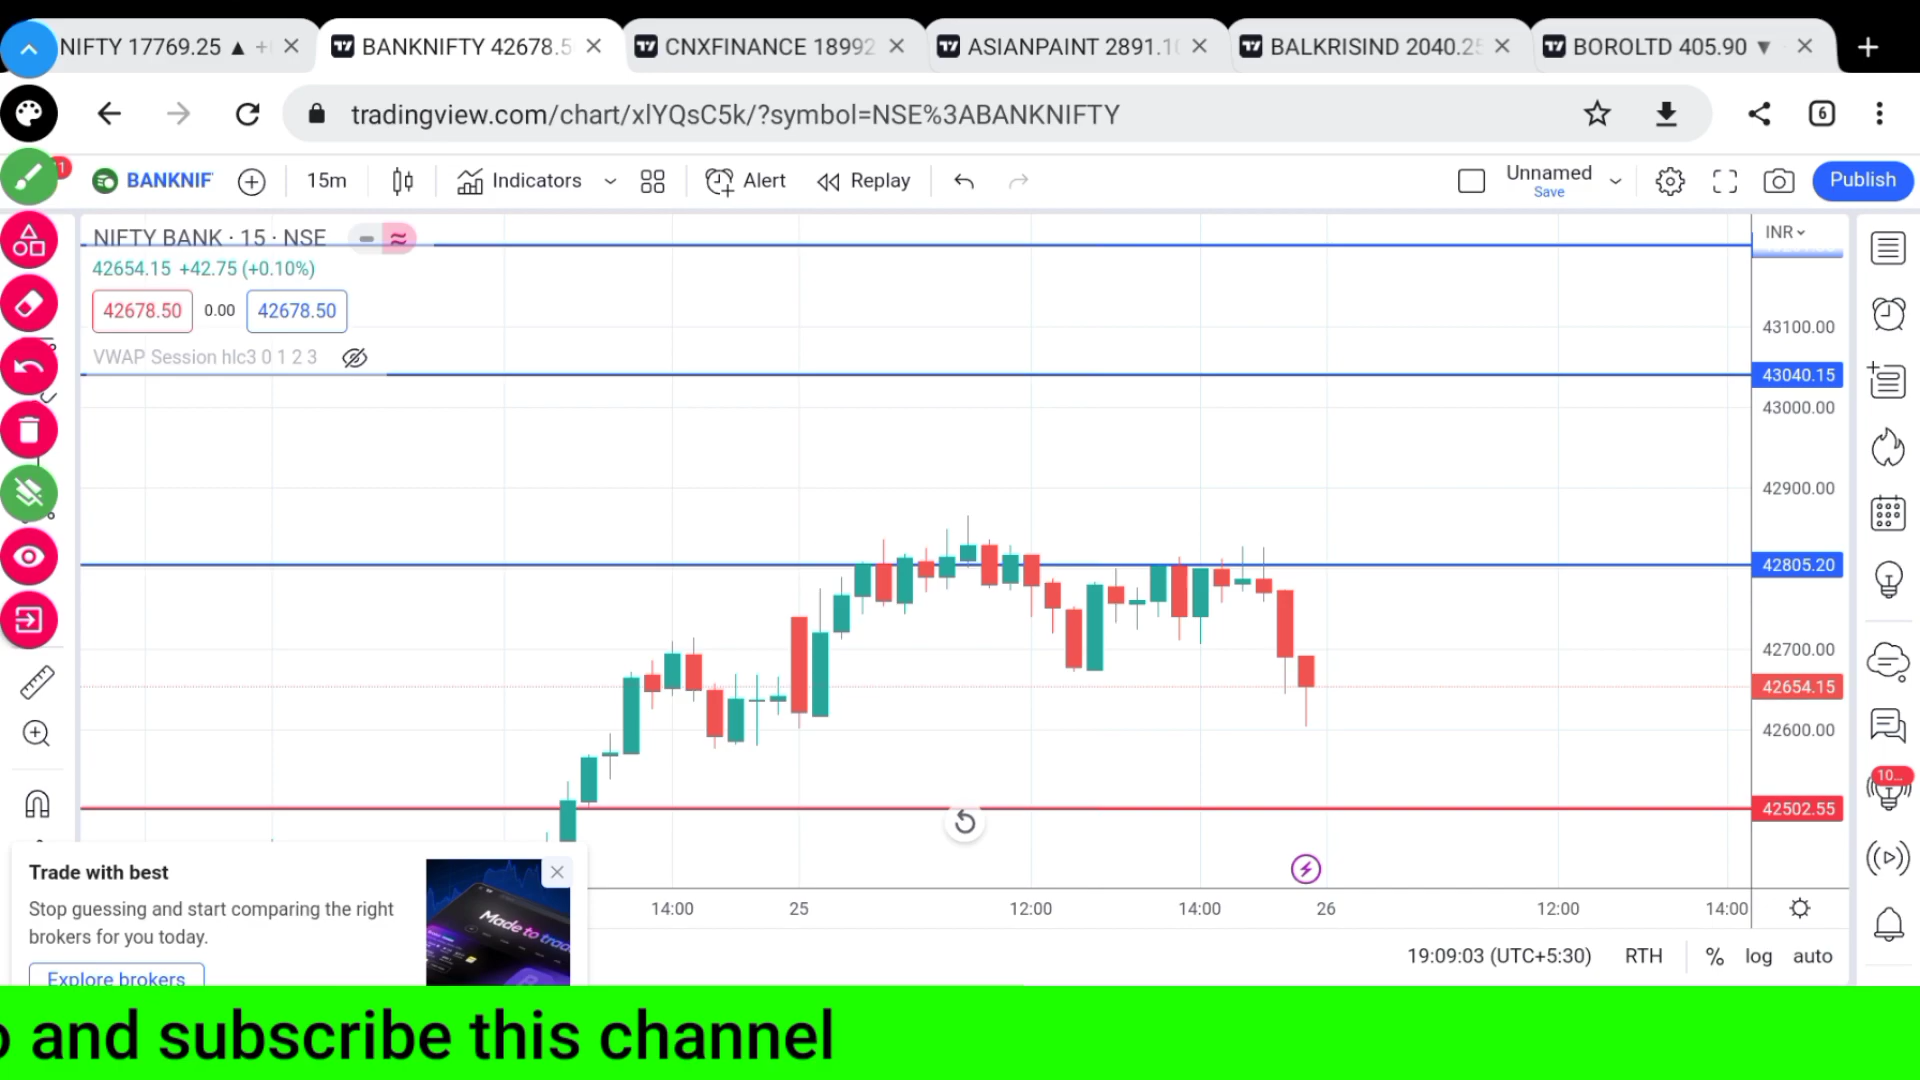 NIFTY 17769.25 ▲
BANKNIFTY 42678.5
CNXFINANCE 18992
ASIANPAINT 2891.10
BALKRISIND 2040.25
BOROLTD 405.90 ▼
tradingview.com/chart/xlYQsC5k/?symbol=NSE%3ABANKNIFTY
6
1
BANKNIF
15m
Indicators
Alert
Replay
Unnamed
Save
Publish
NIFTY BANK · 15 · NSE
INR
42654.15 +42.75 (+0.10%)
42678.50
0.00
42678.50
VWAP Session hlc3 0 1 2 3
43100.00
43040.15
43000.00
42900.00
42805.20
42700.00
42654.15
42600.00
10...
42502.55
Trade with best
Stop guessing and start comparing the right
brokers for you today.
Explore brokers
Made to trad
14:00
25
12:00
14:00
26
12:00
14:00
19:09:03 (UTC+5:30)
RTH
%
log
auto
and subscribe this channel